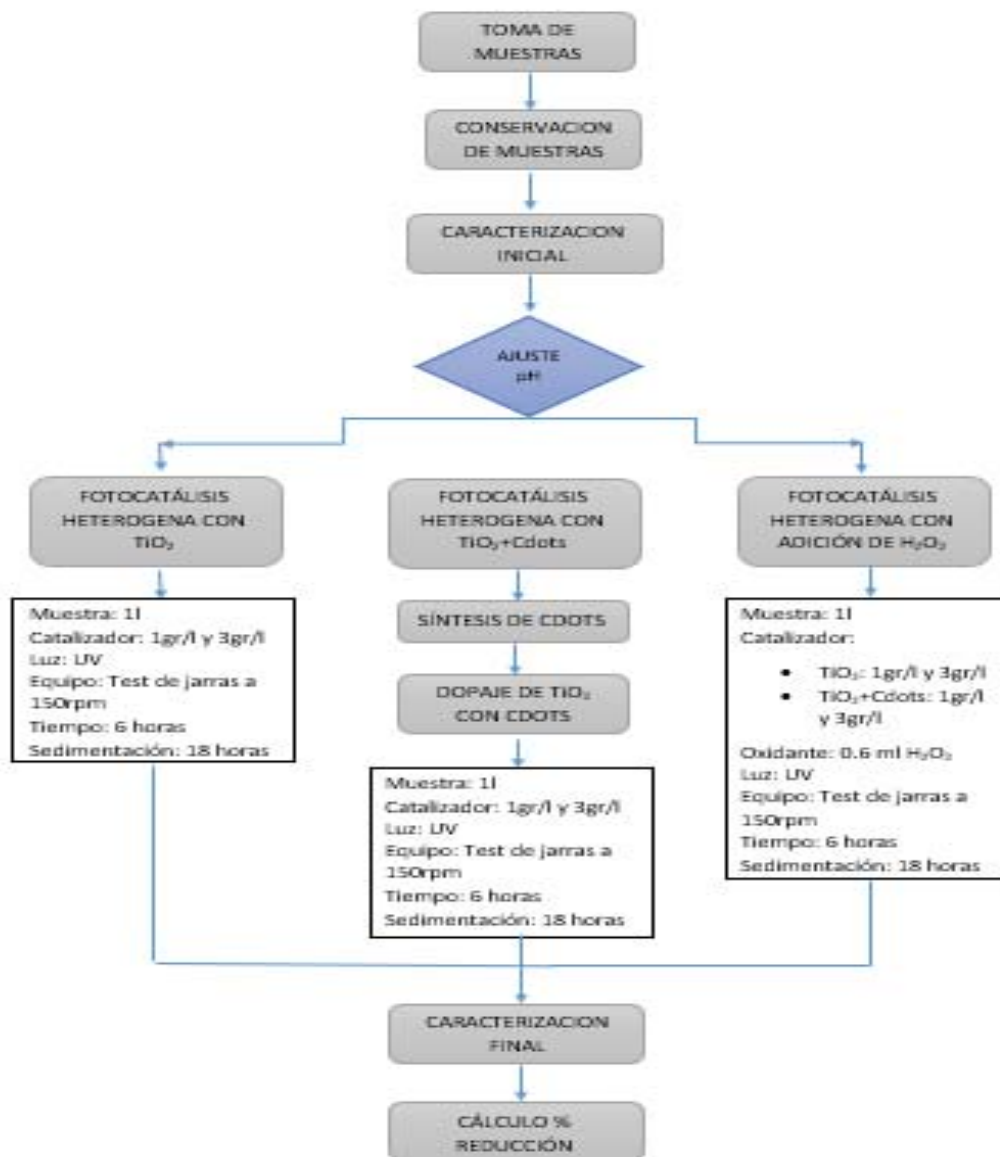 TOMA DE
MUESTRAS
CONSERVACION
DE MUESTRAS
CARACTERIZACION
INICIAL
AJUSTE
pH
FOTOCATÁLISIS
HETEROGENA CON
TiO₂
FOTOCATÁLISIS
HETEROGENA CON
TiO₂+Cdots
FOTOCATÁLISIS
HETEROGENA CON
ADICIÓN DE H₂O₂
Muestra: 1l
Catalizador: 1gr/l y 3gr/l
Luz: UV
Equipo: Test de jarras a
150rpm
Tiempo: 6 horas
Sedimentación: 18 horas
SÍNTESIS DE CDOTS
DOPAJE DE TiO₂
CON CDOTS
Muestra: 1l
Catalizador: 1gr/l y 3gr/l
Luz: UV
Equipo: Test de jarras a
150rpm
Tiempo: 6 horas
Sedimentación: 18 horas
Muestra: 1l
Catalizador:
• TiO₂: 1gr/l y 3gr/l
• TiO₂+Cdots: 1gr/l
y 3gr/l
Oxidante: 0.6 ml H₂O₂
Luz: UV
Equipo: Test de jarras a
150rpm
Tiempo: 6 horas
Sedimentación: 18 horas
CARACTERIZACION
FINAL
CÁLCULO %
REDUCCIÓN